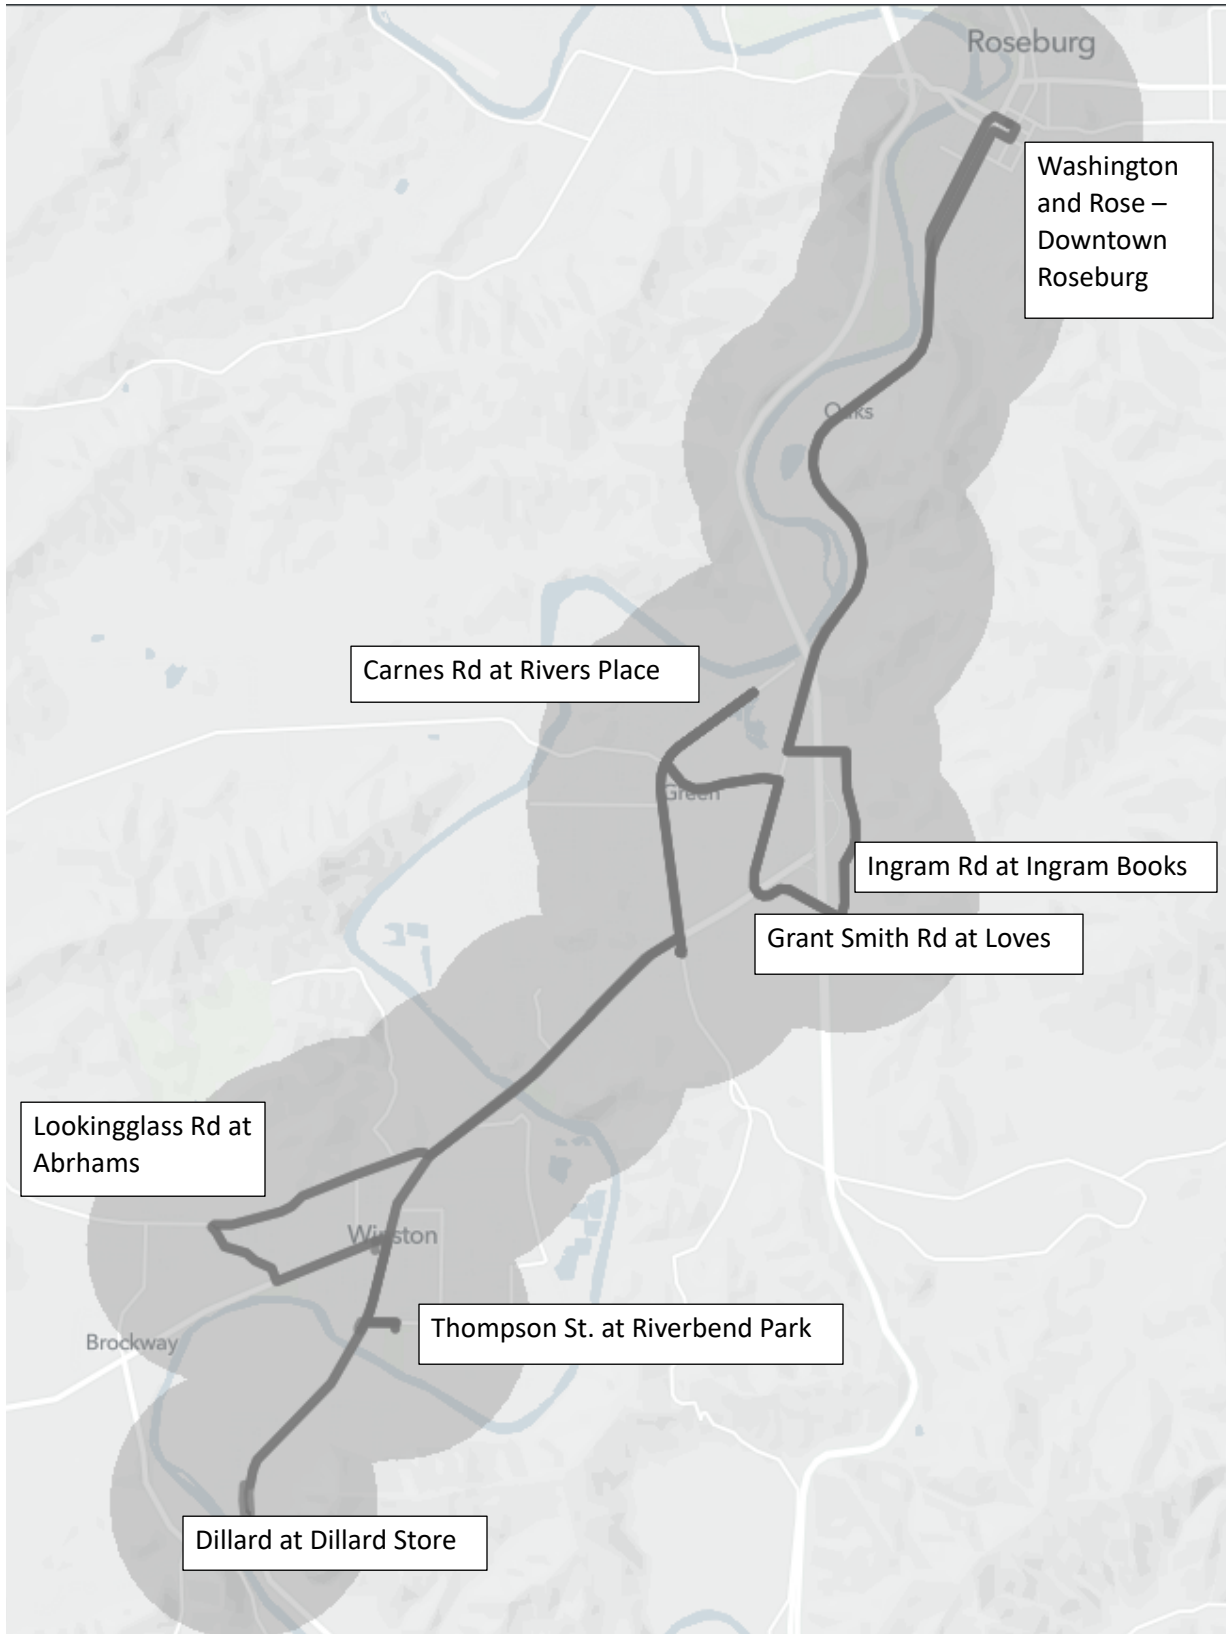 Roseburg
Washington
and Rose –
Downtown
Roseburg
Oaks
Carnes Rd at Rivers Place
Green
Ingram Rd at Ingram Books
Grant Smith Rd at Loves
Lookingglass Rd at
Abrhams
Winston
Thompson St. at Riverbend Park
Brockway
Dillard at Dillard Store